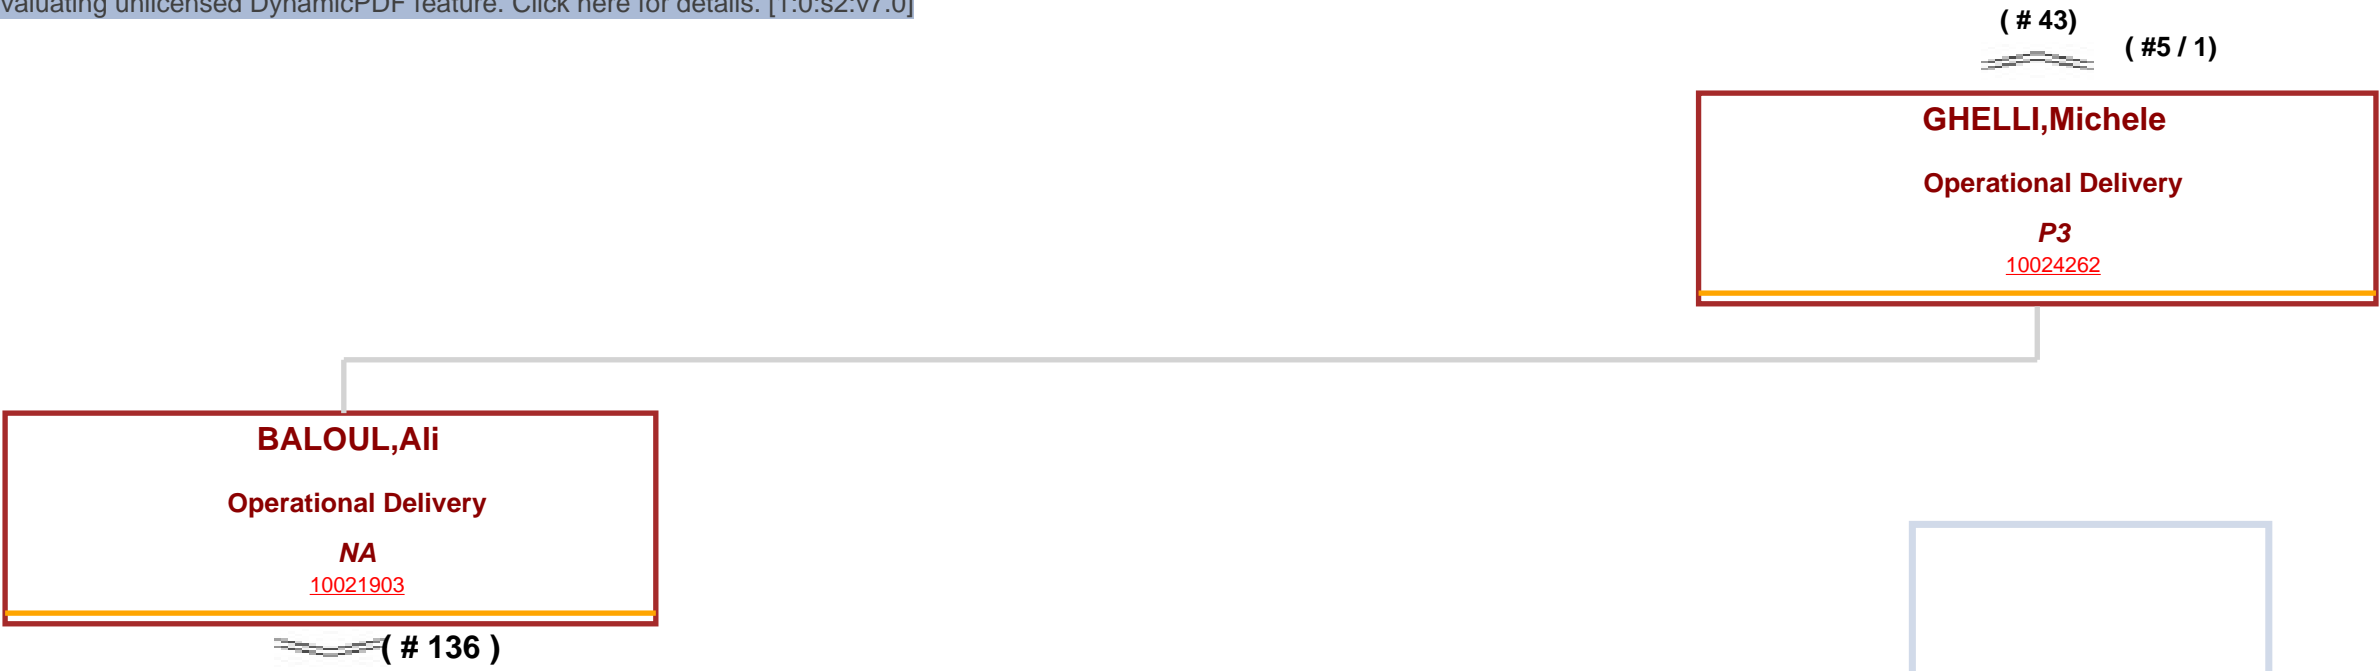 valuating unlicensed DynamicPDF feature. Click here for details. [1:0:s2:v7.0]
( # 43)
( #5 / 1)
GHELLI,Michele
Operational Delivery
P3
10024262
BALOUL,Ali
Operational Delivery
NA
10021903
( # 136 )